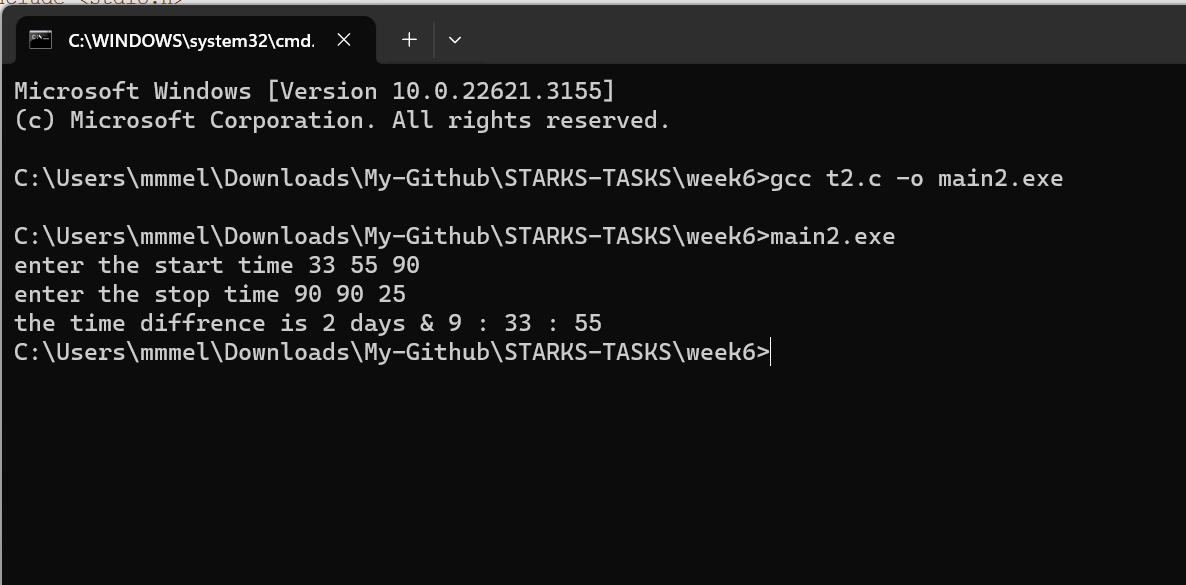 C:\WINDOWS\system32\cmd.
Microsoft Windows [Version 10.0.22621.3155]
(c) Microsoft Corporation. All rights reserved.
C:\Users\mmmel\Downloads\My-Github\STARKS-TASKS\week6>gcc t2.c -o main2.exe
C:\Users\mmmel\Downloads\My-Github\STARKS-TASKS\week6>main2.exe
enter the start time 33 55 90
enter the stop time 90 90 25
the time diffrence is 2 days & 9 : 33 : 55
C:\Users\mmmel\Downloads\My-Github\STARKS-TASKS\week6>